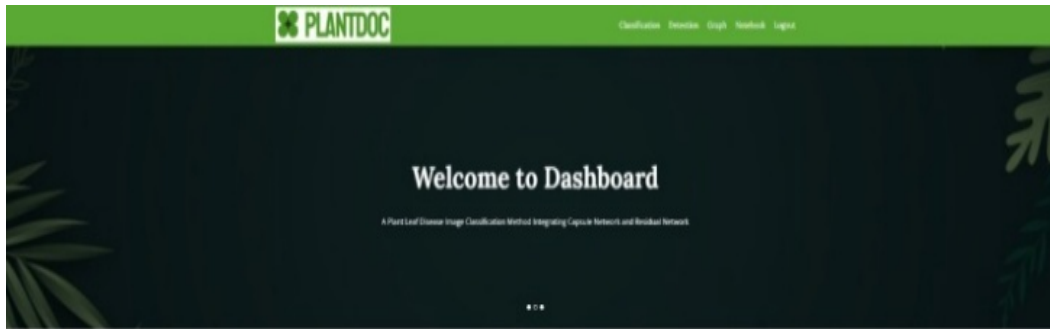 PLANTDOC
Classification Detection Graph Notebook Logout
Welcome to Dashboard
A Plant Leaf Disease Image Classification Method Integrating Capsule Network and Residual Network